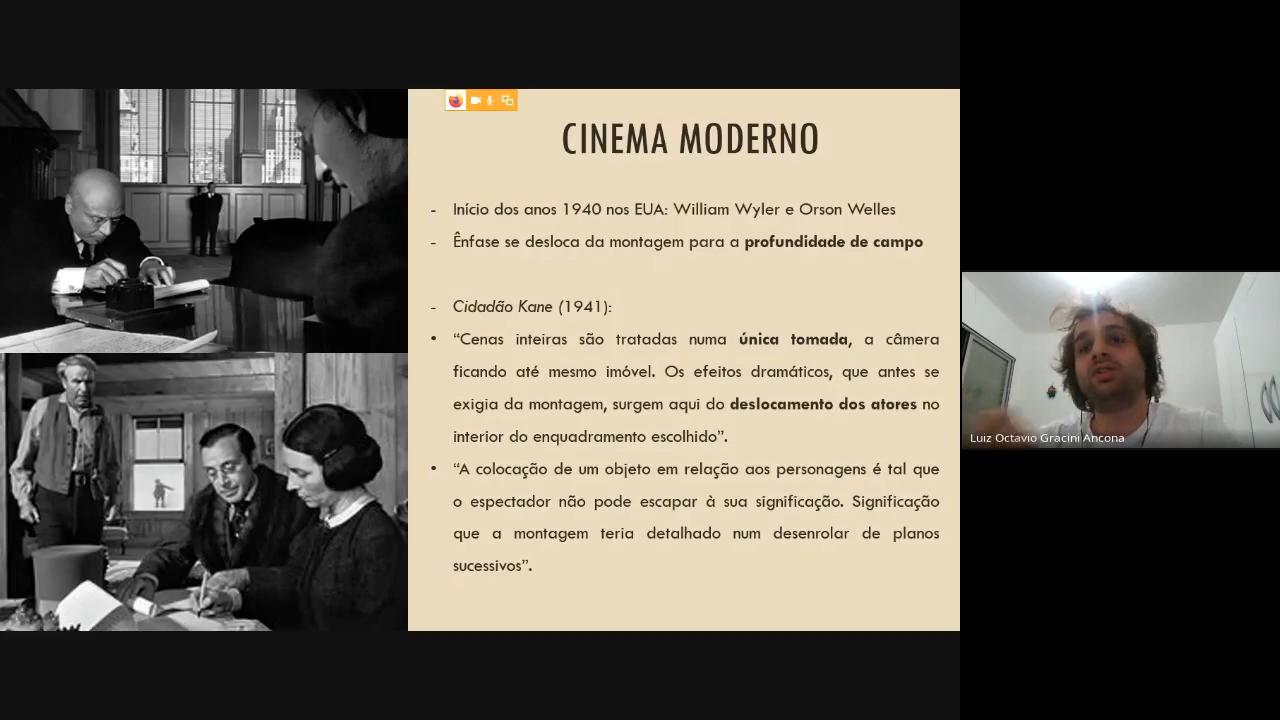 CINEMA MODERNO
- Início dos anos 1940 nos EUA: William Wyler e Orson Welles
- Ênfase se desloca da montagem para a profundidade de campo
- Cidadão Kane (1941):
• “Cenas inteiras são tratadas numa única tomada, a câmera
ficando até mesmo imóvel. Os efeitos dramáticos, que antes se
exigia da montagem, surgem aqui do deslocamento dos atores no
interior do enquadramento escolhido”.
• “A colocação de um objeto em relação aos personagens é tal que
o espectador não pode escapar à sua significação. Significação
que a montagem teria detalhado num desenrolar de planos
sucessivos”.
Luiz Octavio Gracini Ancona